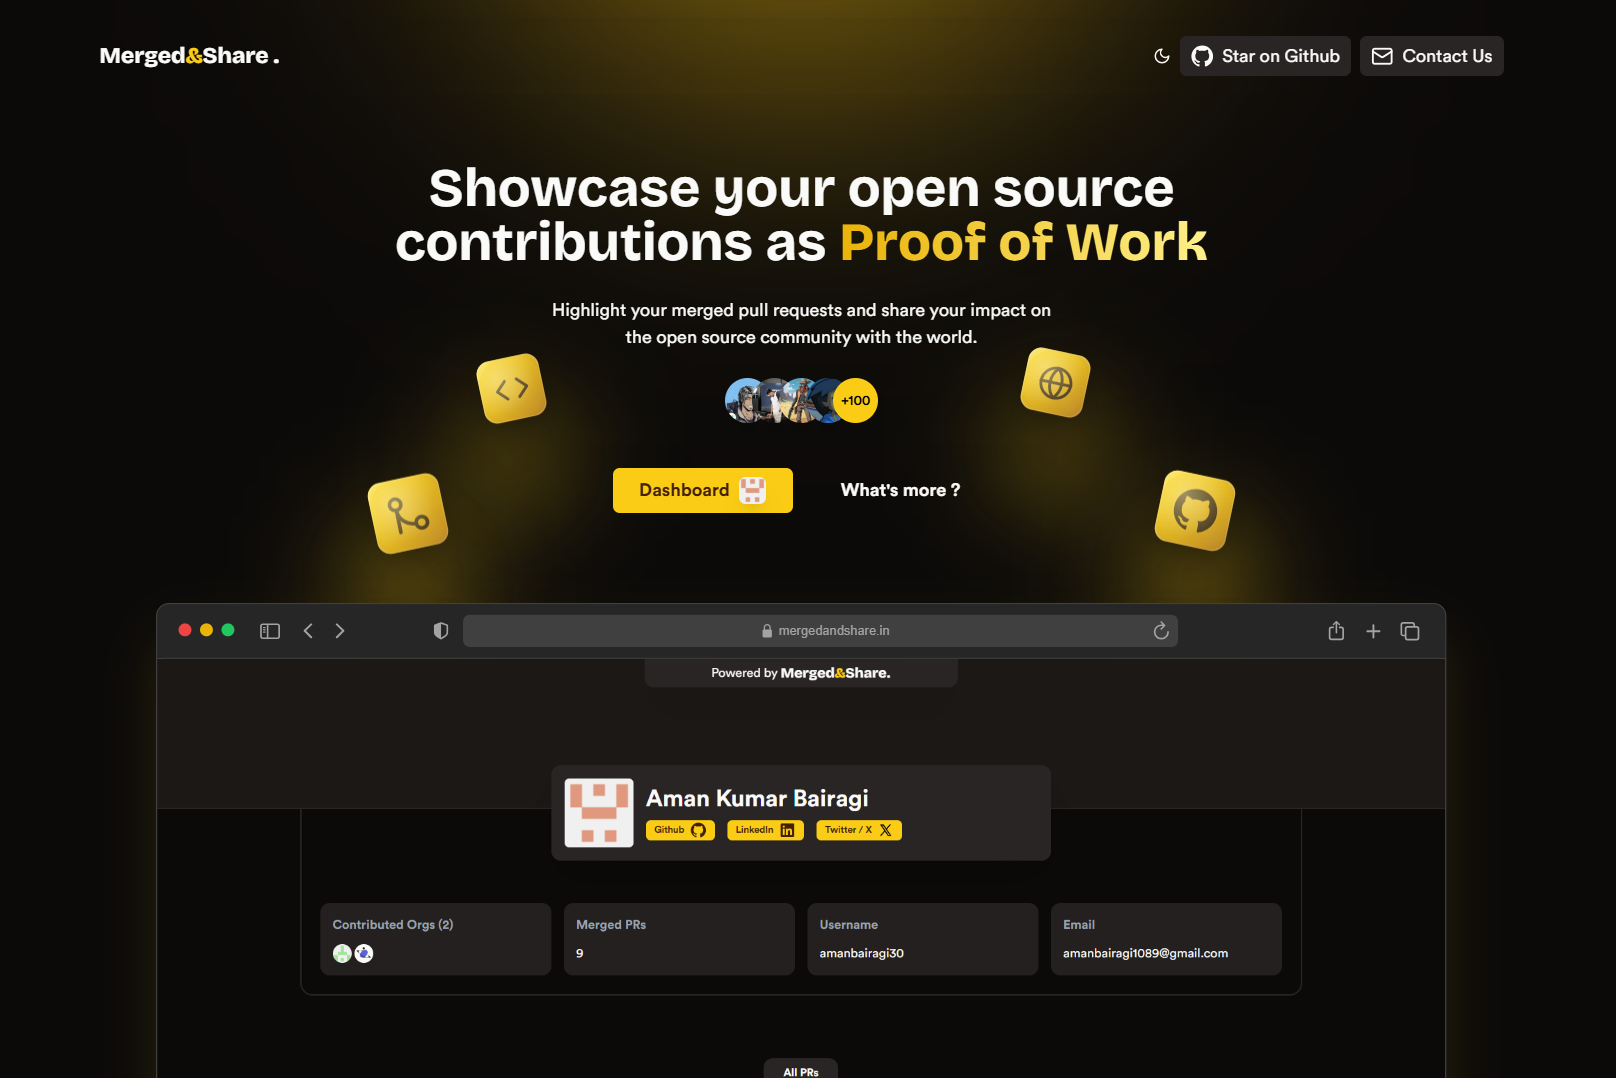 Merged&Share .
Star on Github
Contact Us
Showcase your open source
contributions as Proof of Work
Highlight your merged pull requests and share your impact on
the open source community with the world.
+100
Dashboard
What's more ?
mergedandshare.in
Powered by Merged&Share.
Aman Kumar Bairagi
Github
LinkedIn
Twitter / X
Contributed Orgs (2)
Merged PRs
9
Username
amanbairagi30
Email
amanbairagi1089@gmail.com
All PRs